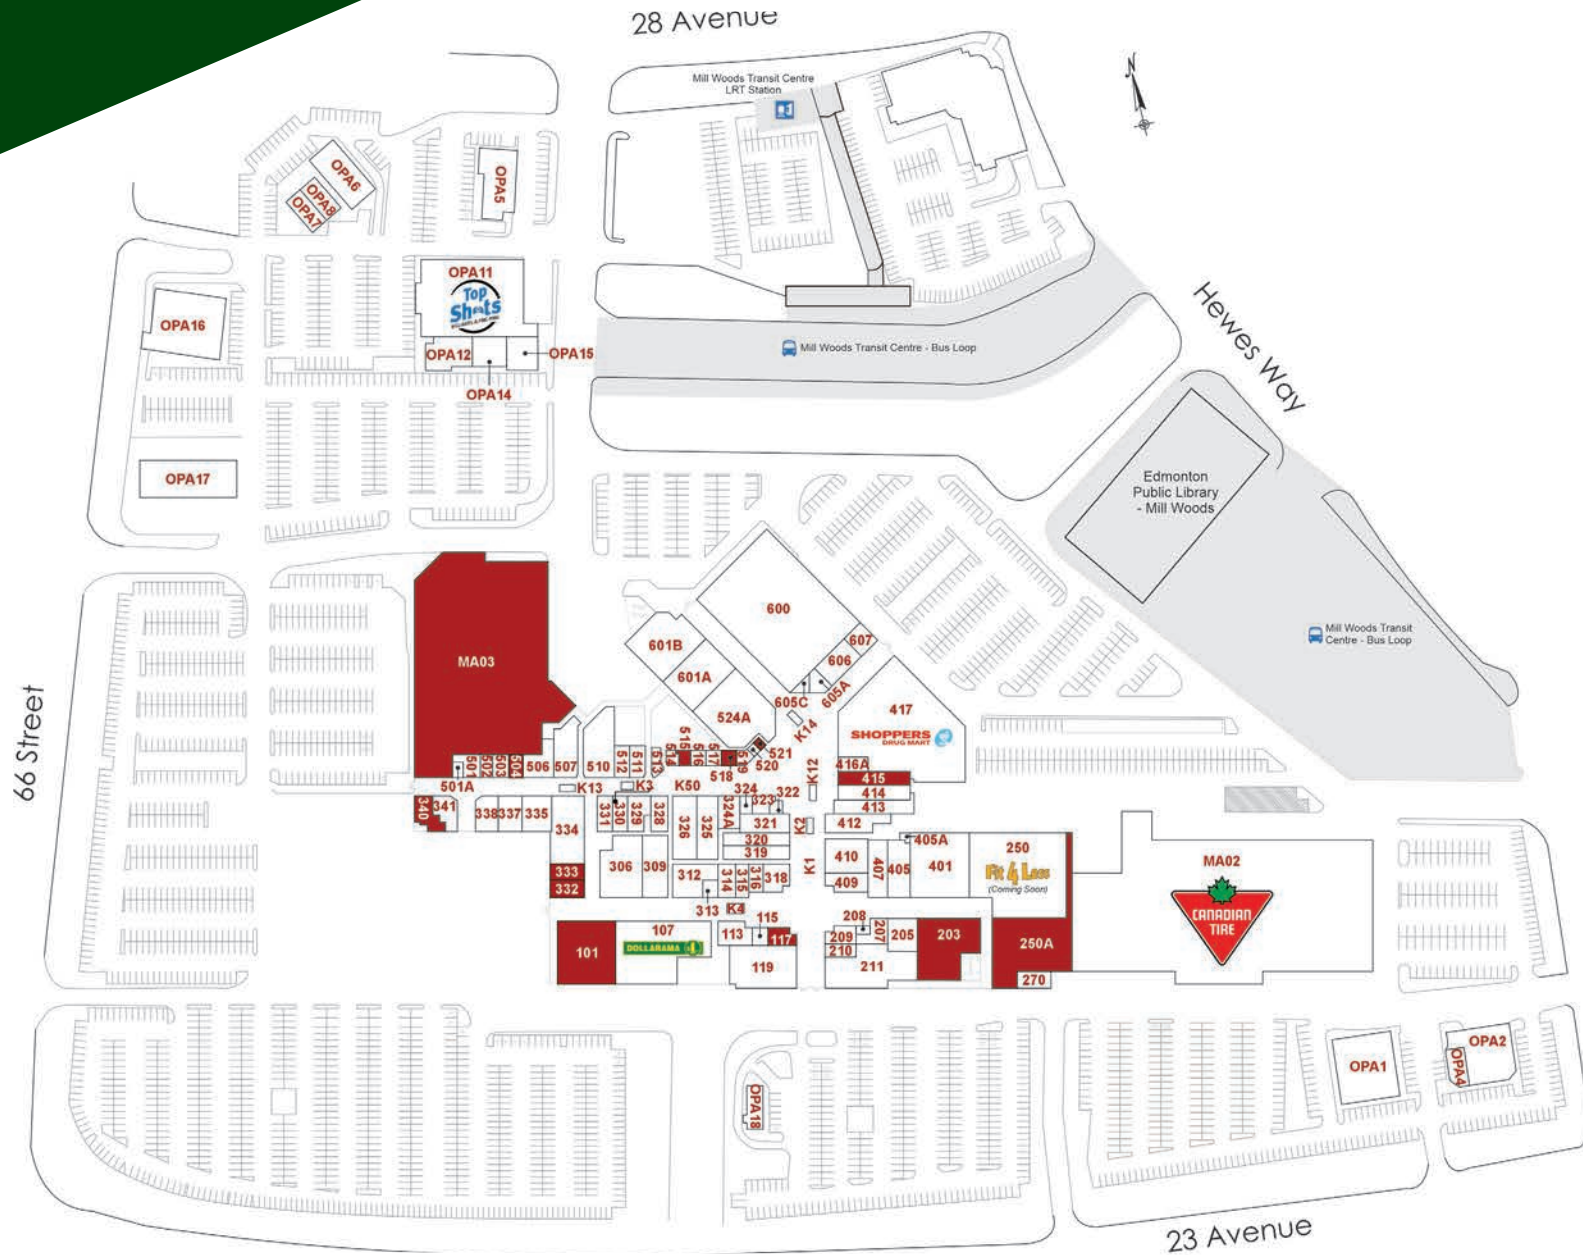 28 Avenue
Mill Woods Transit Centre
LRT Station
N
OPA6
OPA8
OPA7
OPA5
OPA11
Top
Shots
OPA16
OPA12
OPA15
OPA14
Mill Woods Transit Centre - Bus Loop
Hewes Way
OPA17
Edmonton
Public Library
- Mill Woods
Mill Woods Transit
Centre - Bus Loop
66 Street
MA03
600
601B
607
606
601A
605A
605C
524A
K14
417
SHOPPERS
DRUG MART
501
502
503
504
506
507
510
512
511
513
514
515
516
517
518
519
520
521
501A
K13
K3
K50
K12
416A
415
414
413
412
340
341
338
337
335
334
331
330
329
328
326
325
324
324A
323
322
321
320
319
K2
K1
405A
410
409
407
405
401
250
Fit 4 Less
(Coming Soon)
MA02
CANADIAN
TIRE
333
332
306
309
312
313
314
315
316
318
K4
101
107
DOLLARAMA
113
115
117
119
208
209
210
207
205
211
203
250A
270
OPA18
OPA1
OPA2
OPA4
23 Avenue